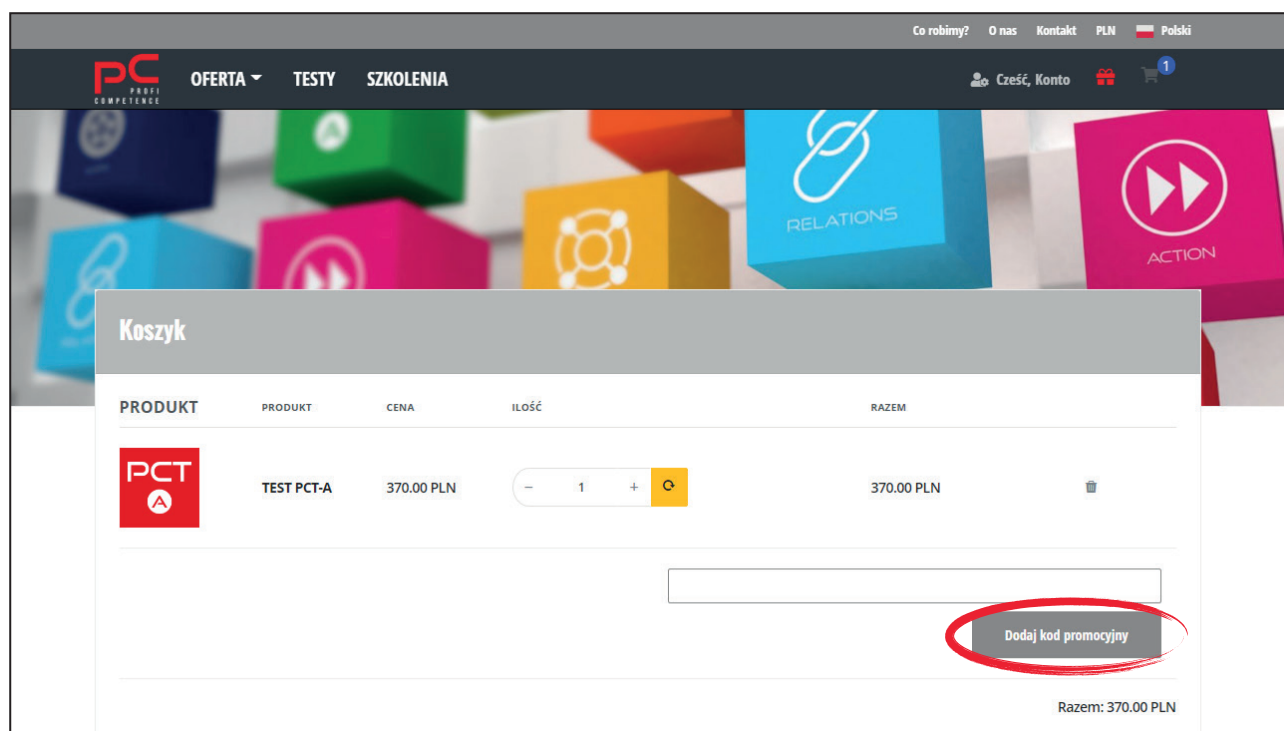 Co robimy? O nas Kontakt PLN Polski
PC
PROFI
COMPETENCE
OFERTA TESTY SZKOLENIA
Cześć, Konto 1
A
RELATIONS
ACTION
Koszyk
PRODUKT PRODUKT CENA ILOŚĆ RAZEM
PCT
A
TEST PCT-A 370.00 PLN − 1 + 370.00 PLN
Dodaj kod promocyjny
Razem: 370.00 PLN